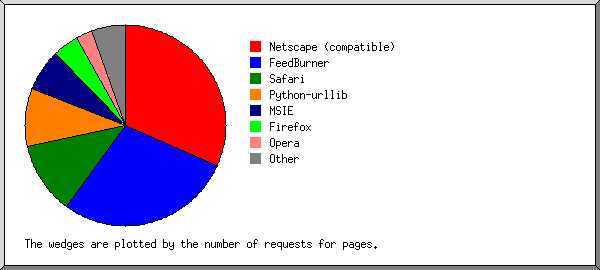 Netscape (compatible)
FeedBurner
Safari
Python-urllib
MSIE
Firefox
Opera
Other
The wedges are plotted by the number of requests for pages.